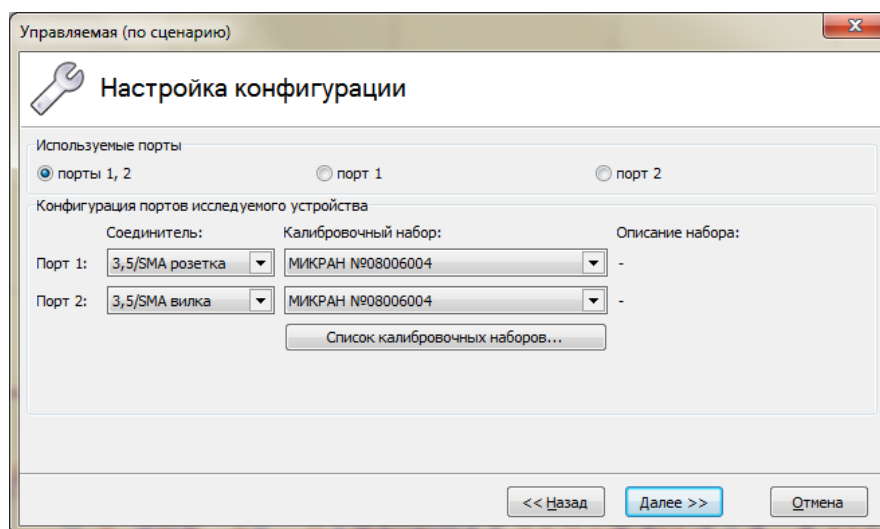 Управляемая (по сценарию)
Настройка конфигурации
Используемые порты
порты 1, 2 порт 1 порт 2
Конфигурация портов исследуемого устройства
Соединитель: Калибровочный набор: Описание набора:
Порт 1: 3,5/SMA розетка МИКРАН №08006004 -
Порт 2: 3,5/SMA вилка МИКРАН №08006004 -
Список калибровочных наборов...
<< Назад Далее >> Отмена